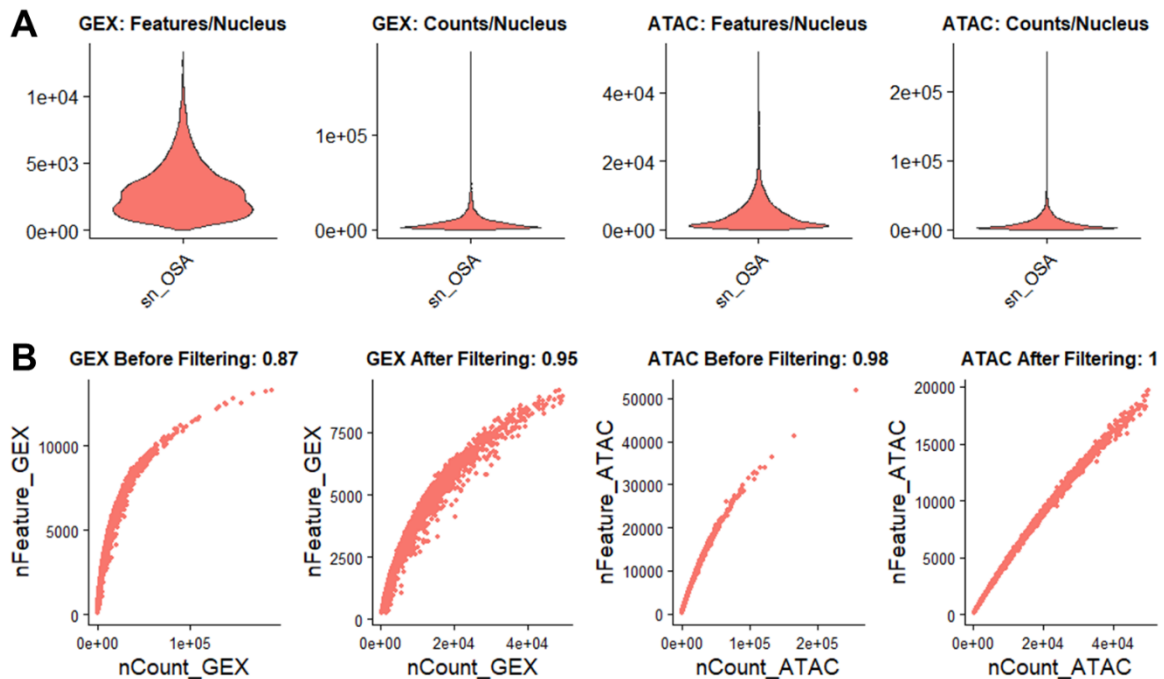 A
GEX: Features/Nucleus
GEX: Counts/Nucleus
ATAC: Features/Nucleus
ATAC: Counts/Nucleus
1e+04
5e+03
0e+00
sn_OSA
1e+05
0e+00
sn_OSA
4e+04
2e+04
0e+00
sn_OSA
2e+05
1e+05
0e+00
sn_OSA
B
GEX Before Filtering: 0.87
GEX After Filtering: 0.95
ATAC Before Filtering: 0.98
ATAC After Filtering: 1
nFeature_GEX
10000
5000
0
0e+00 1e+05
nCount_GEX
nFeature_GEX
7500
5000
2500
0
0e+00 2e+04 4e+04
nCount_GEX
nFeature_ATAC
50000
40000
30000
20000
10000
0
0e+00 1e+05 2e+05
nCount_ATAC
nFeature_ATAC
20000
15000
10000
5000
0
0e+00 2e+04 4e+04
nCount_ATAC